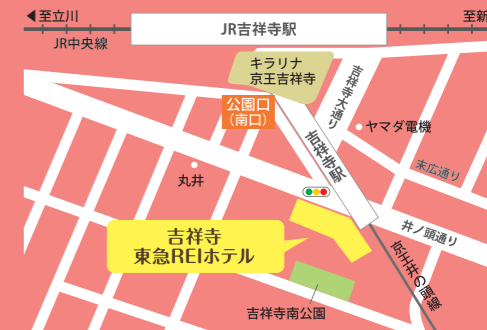 至立川
JR吉祥寺駅
至新
JR中央線
キラリナ
京王吉祥寺
公園口
（南口）
吉祥寺大通り
吉祥寺駅
ヤマダ電機
末広通り
丸井
井ノ頭通り
吉祥寺
東急REIホテル
京王井の頭線
吉祥寺南公園